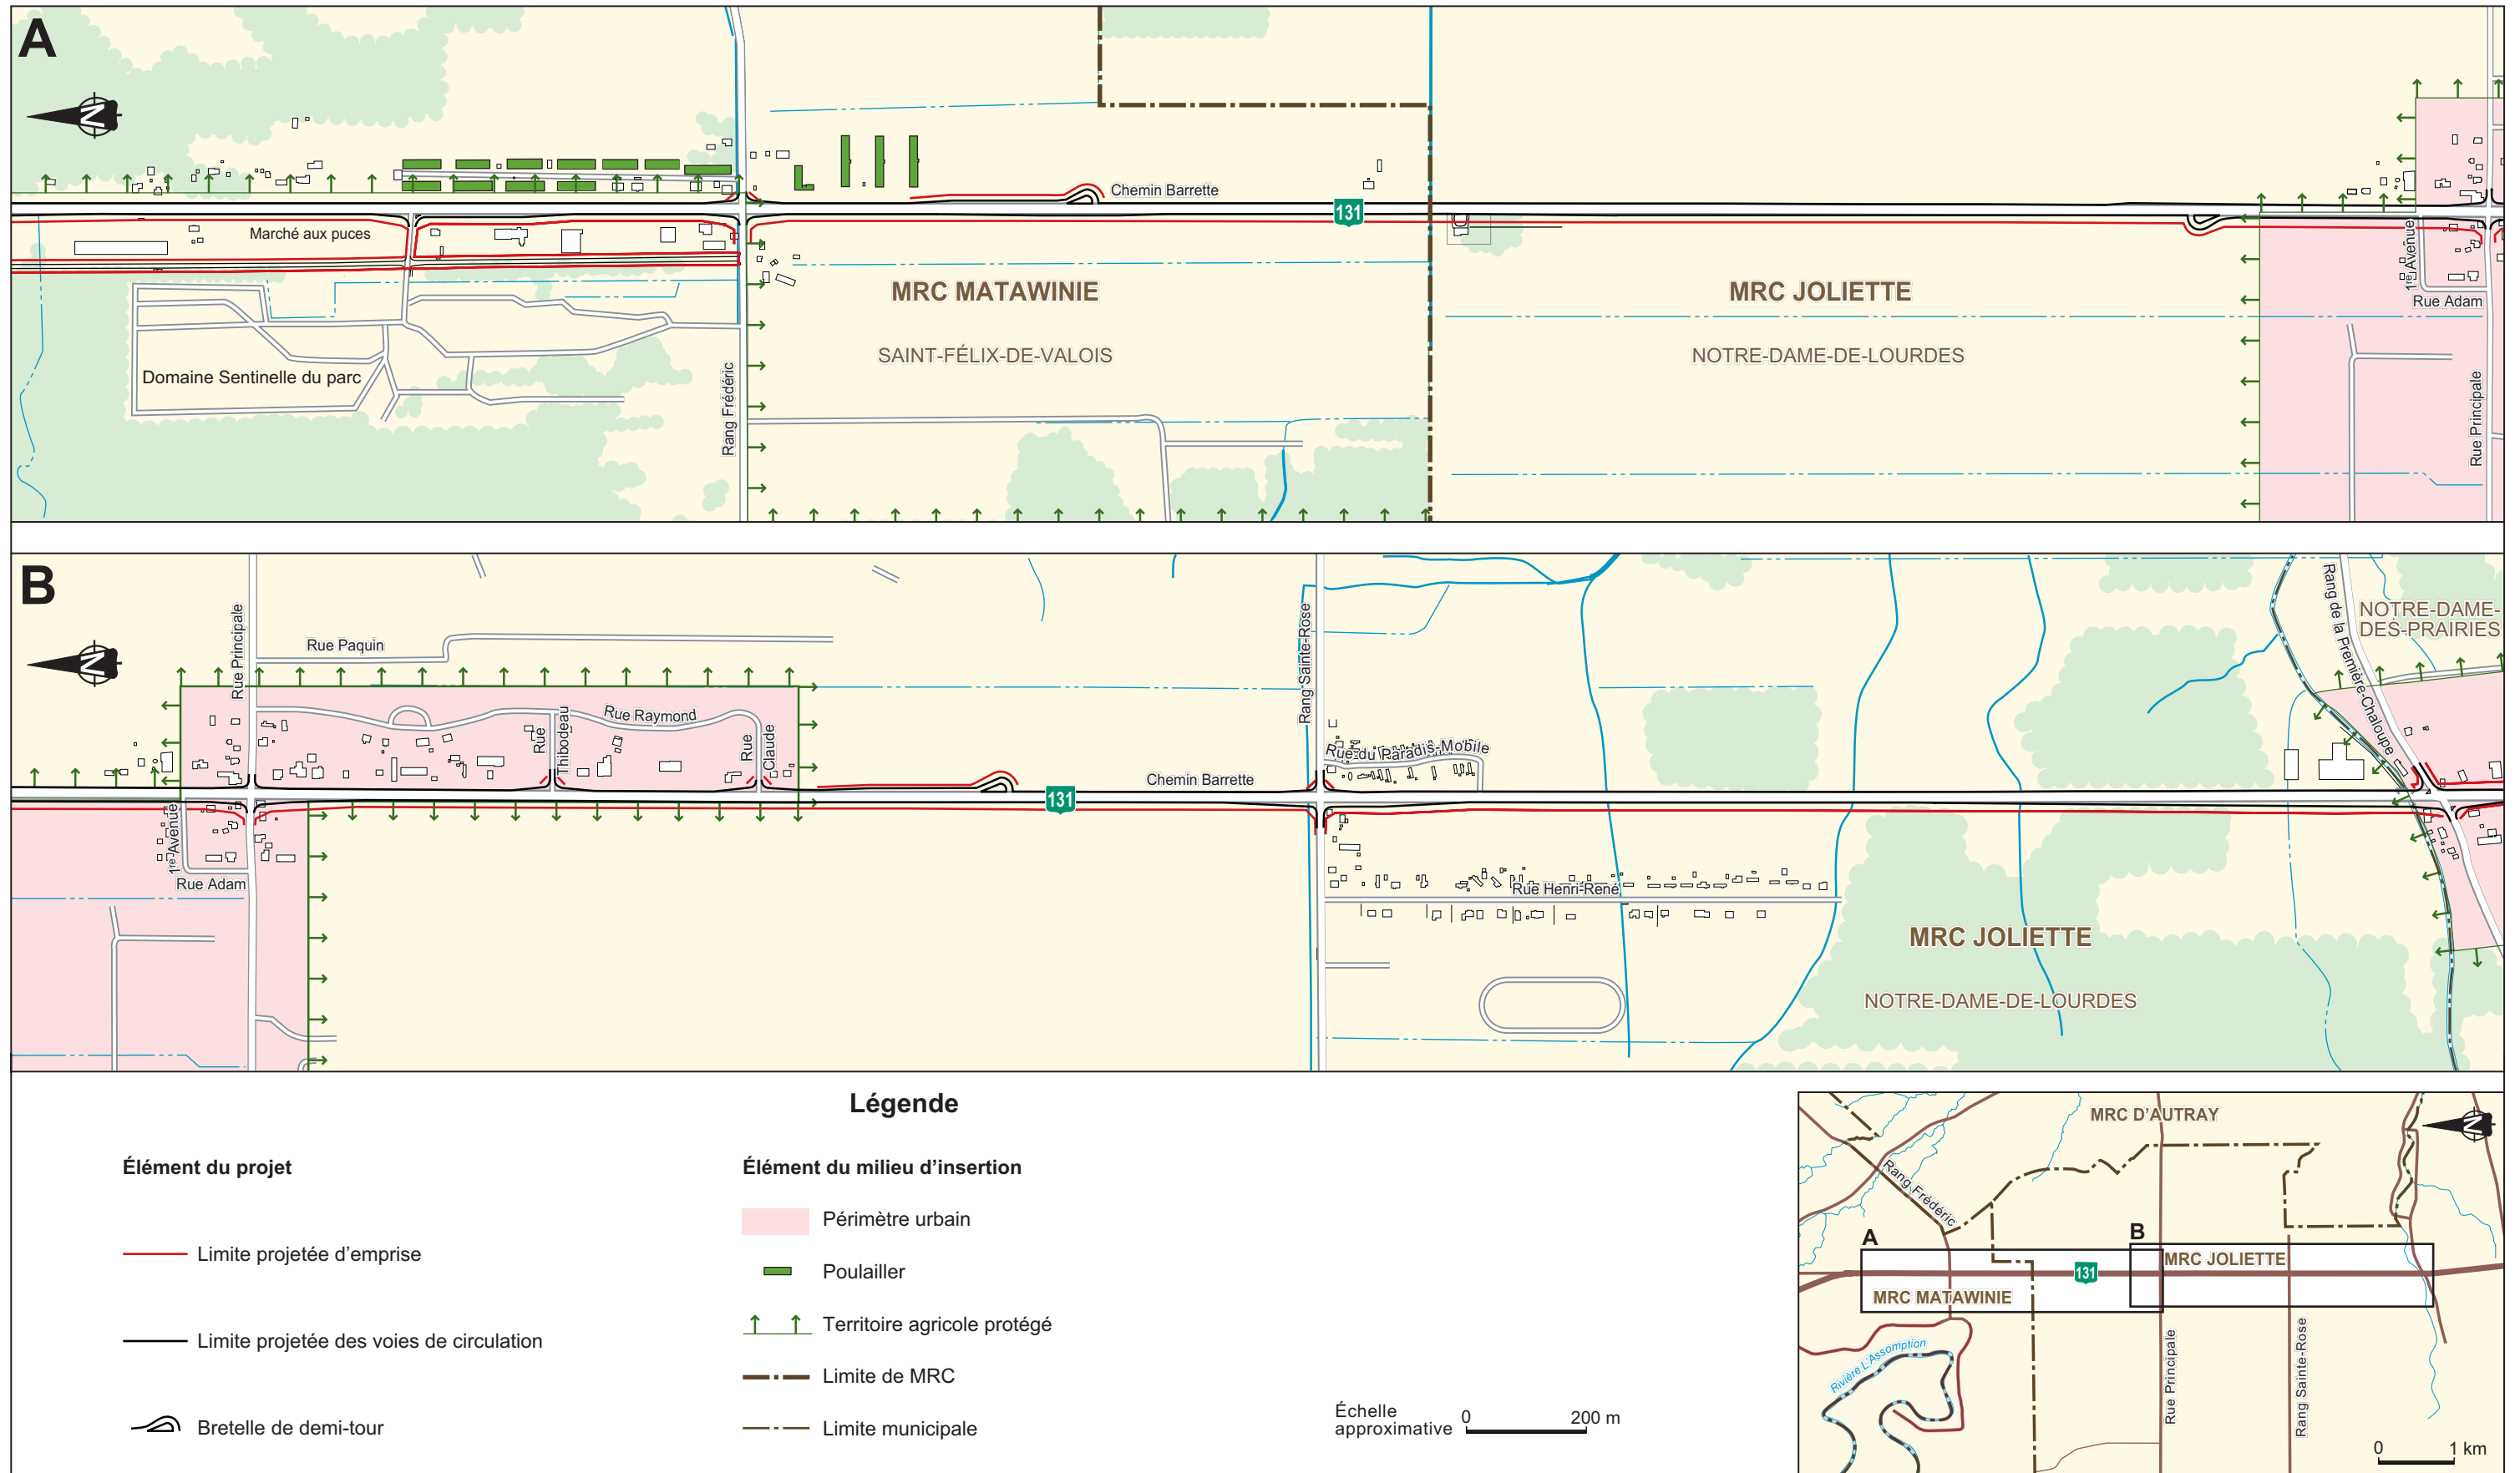 A
N
Chemin Barrette
131
Marché aux puces
1re Avenue
MRC MATAWINIE
MRC JOLIETTE
Rue Adam
SAINT-FÉLIX-DE-VALOIS
NOTRE-DAME-DE-LOURDES
Domaine Sentinelle du parc
Rang Frédéric
Rue Principale
B
N
Rue Principale
Rue Paquin
Rang Sainte-Rose
Rang de la Première-Chaloupe
NOTRE-DAME-
DES-PRAIRIES
Rue Raymond
Rue
Thibodeau
Rue
Claude
Rue du Paradis-Mobile
Chemin Barrette
131
1re Avenue
Rue Adam
Rue Henri-René
MRC JOLIETTE
NOTRE-DAME-DE-LOURDES
Légende
Élément du projet
Limite projetée d'emprise
Limite projetée des voies de circulation
Bretelle de demi-tour
Élément du milieu d'insertion
Périmètre urbain
Poulailler
Territoire agricole protégé
Limite de MRC
Limite municipale
Échelle
approximative
0 200 m
MRC D'AUTRAY
N
Rang Frédéric
A
B
MRC JOLIETTE
131
MRC MATAWINIE
Rivière L'Assomption
Rue Principale
Rang Sainte-Rose
0 1 km